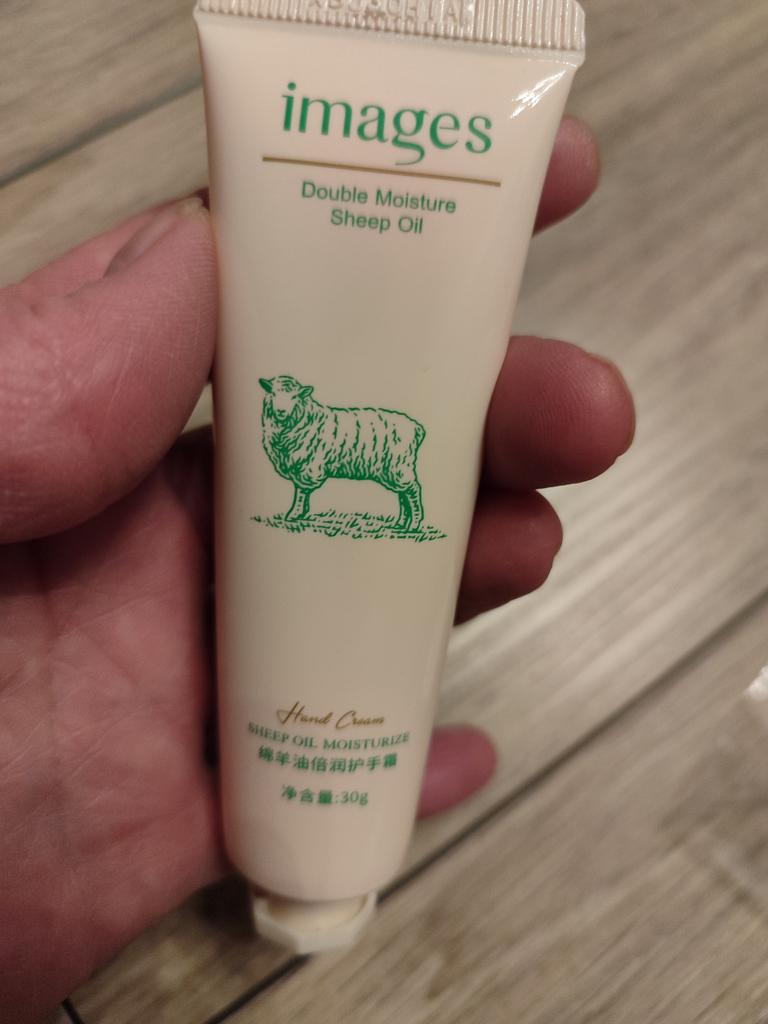 images
Double Moisture
Sheep Oil
Hand Cream
SHEEP OIL MOISTURIZE
绵羊油倍润护手霜
净含量:30g